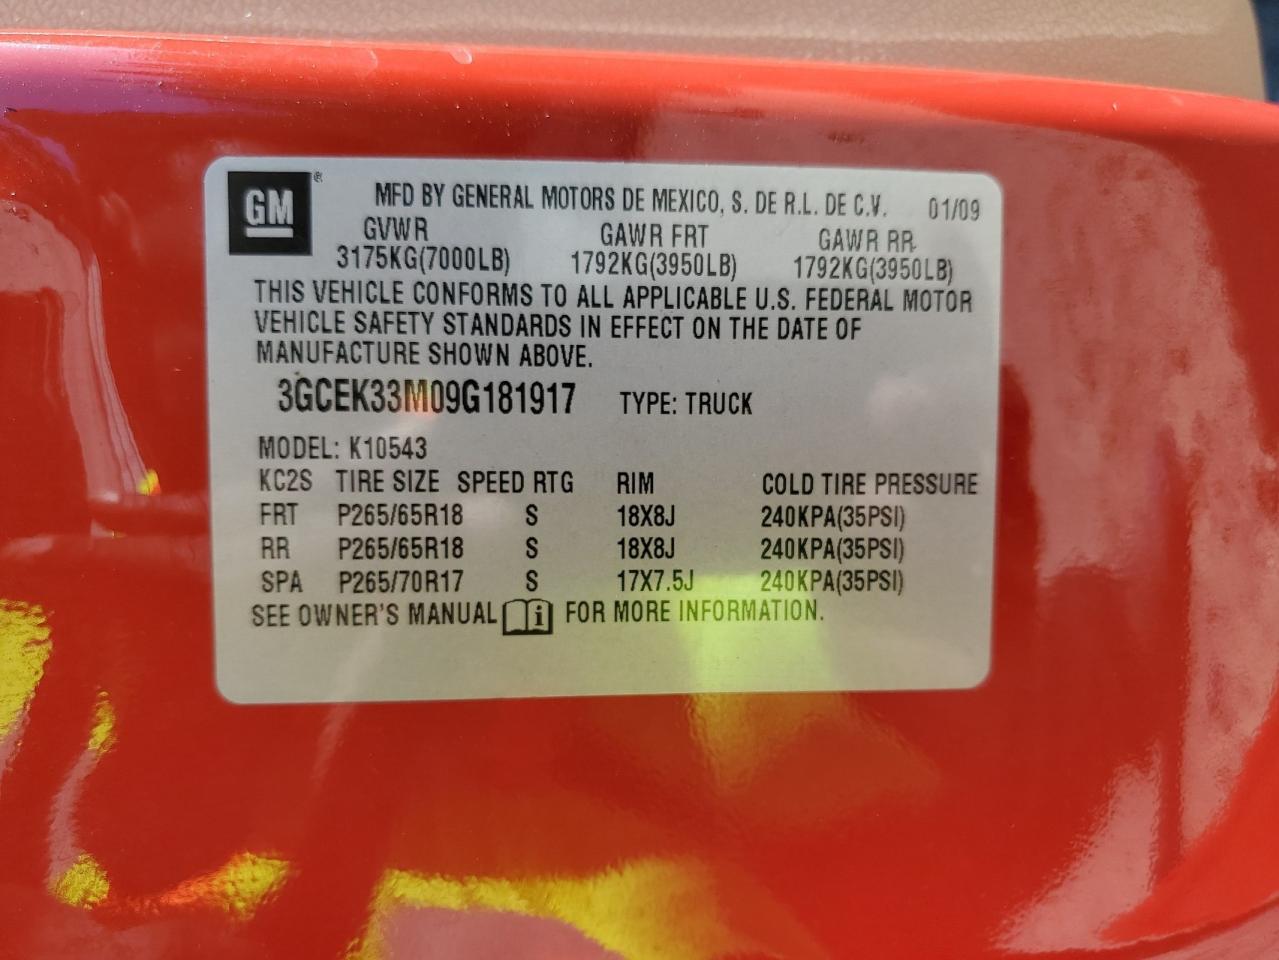 GM ®
MFD BY GENERAL MOTORS DE MEXICO, S. DE R.L. DE C.V. 01/09
GVWR GAWR FRT GAWR RR
3175KG(7000LB) 1792KG(3950LB) 1792KG(3950LB)
THIS VEHICLE CONFORMS TO ALL APPLICABLE U.S. FEDERAL MOTOR
VEHICLE SAFETY STANDARDS IN EFFECT ON THE DATE OF
MANUFACTURE SHOWN ABOVE.
3GCEK33M09G181917 TYPE: TRUCK
MODEL: K10543
KC2S TIRE SIZE SPEED RTG RIM COLD TIRE PRESSURE
FRT P265/65R18 S 18X8J 240KPA(35PSI)
RR P265/65R18 S 18X8J 240KPA(35PSI)
SPA P265/70R17 S 17X7.5J 240KPA(35PSI)
SEE OWNER'S MANUAL i FOR MORE INFORMATION.